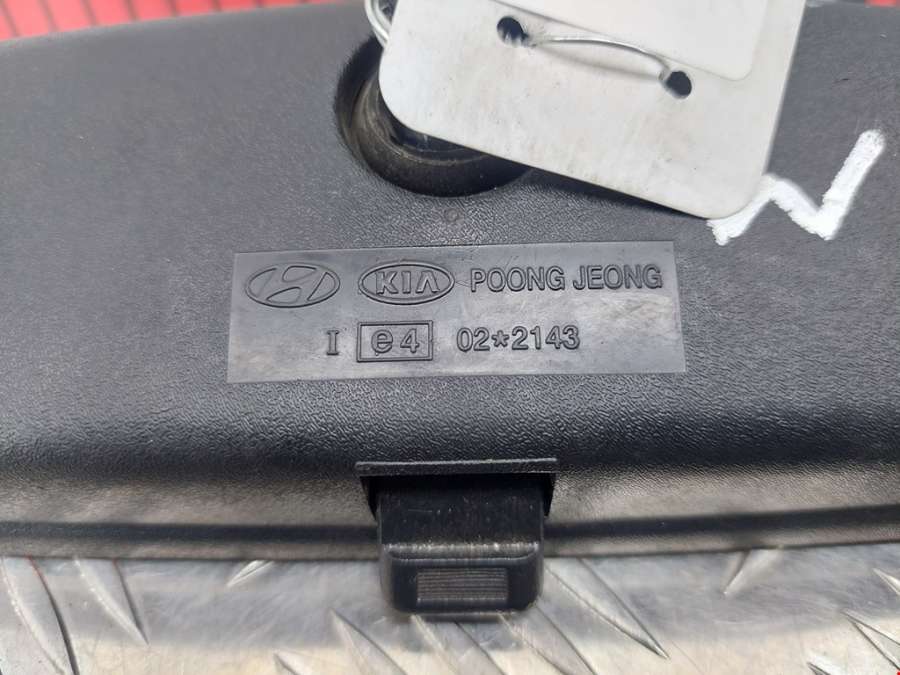 KIA POONG JEONG
I e4 02*2143